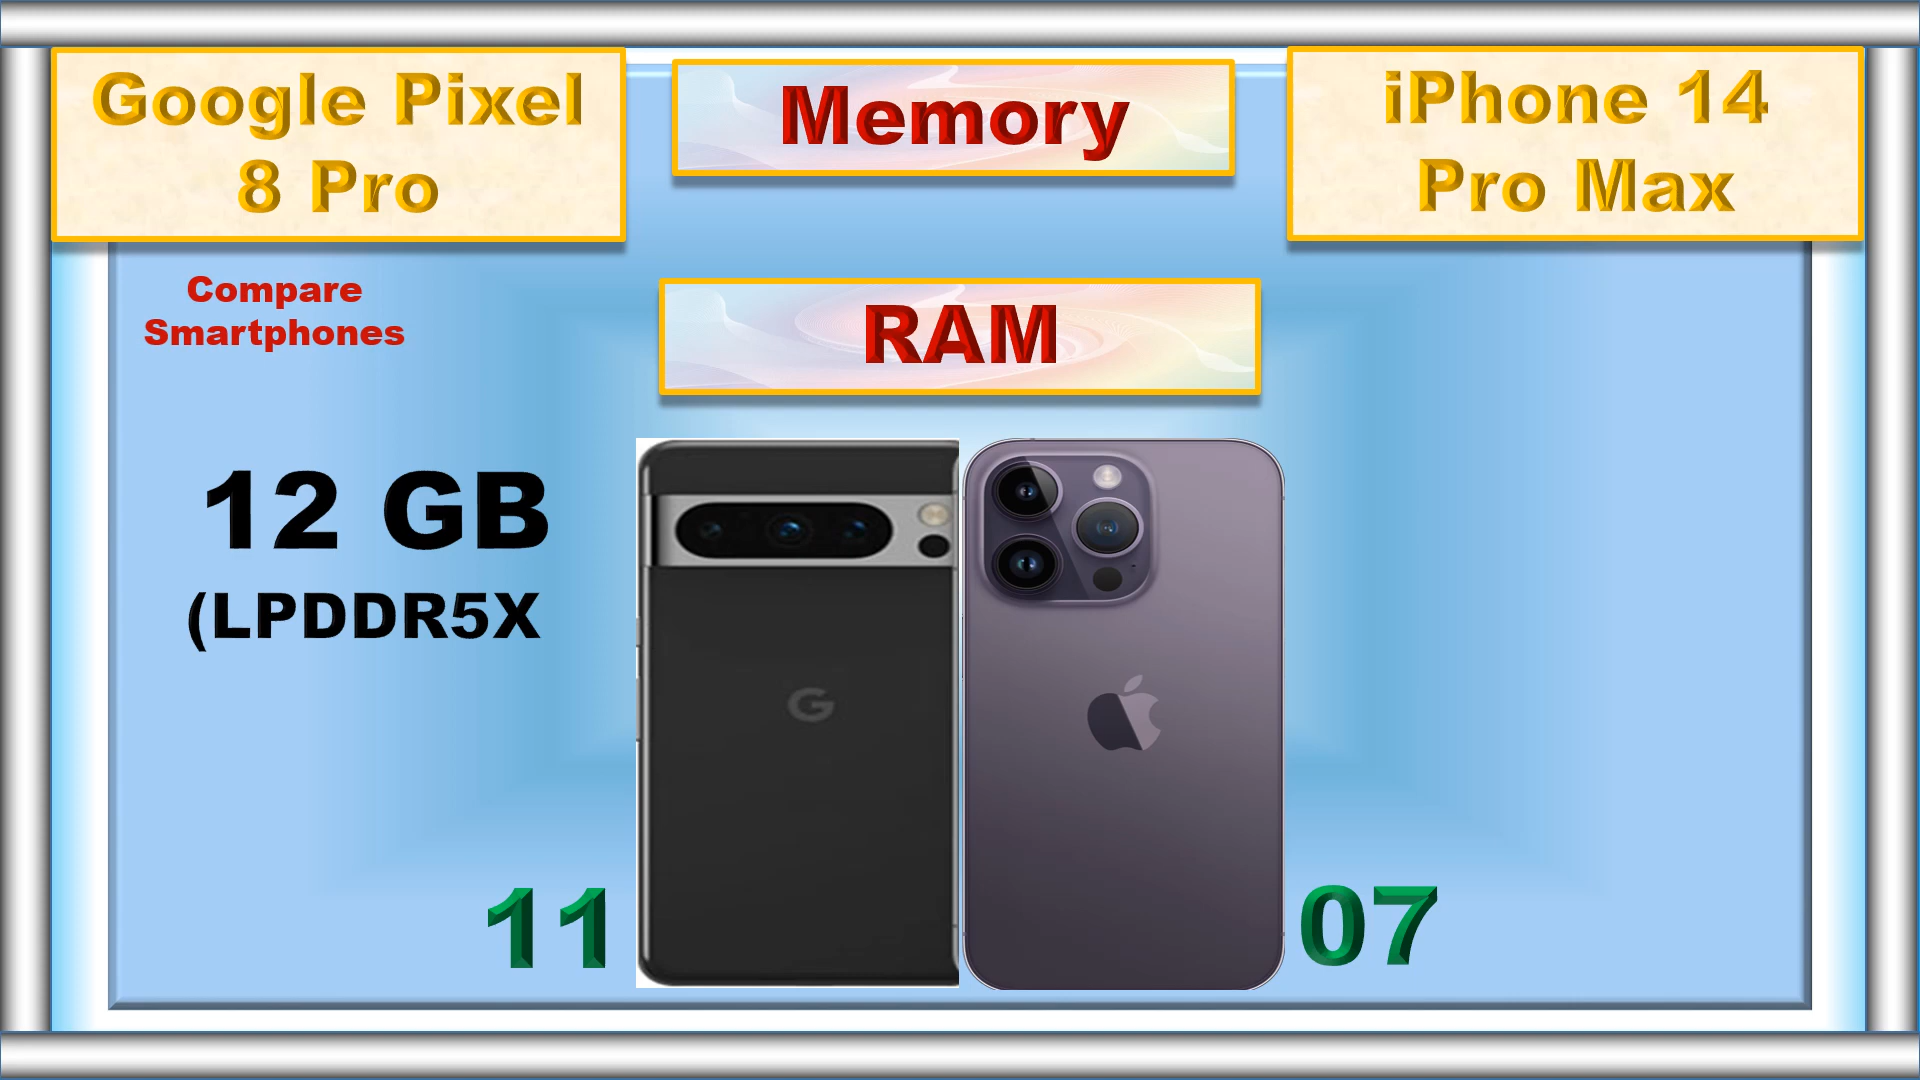 Google Pixel
8 Pro
Memory
iPhone 14
Pro Max
Compare
Smartphones
RAM
12 GB
(LPDDR5X
G
11
07